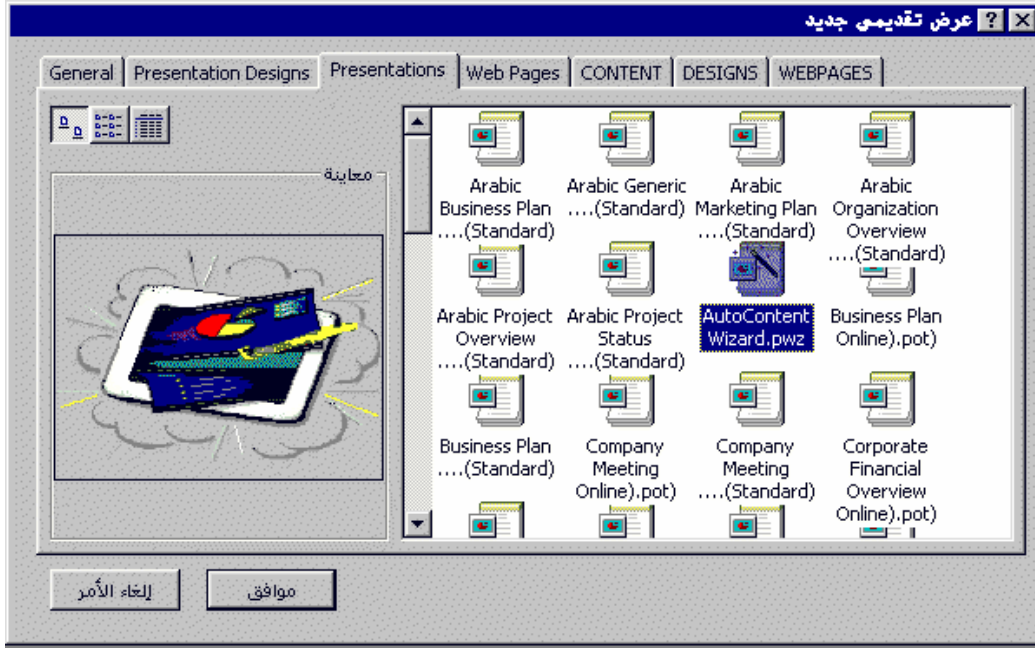 عرض تقديمي جديد
General
Presentation Designs
Presentations
Web Pages
CONTENT
DESIGNS
WEBPAGES
معاينة
Arabic
Business Plan
....(Standard)
Arabic Generic
....(Standard)
Arabic
Marketing Plan
....(Standard)
Arabic
Organization
Overview
....(Standard)
Arabic Project
Overview
....(Standard)
Arabic Project
Status
....(Standard)
AutoContent
Wizard.pwz
Business Plan
Online).pot)
Business Plan
....(Standard)
Company
Meeting
Online).pot)
Company
Meeting
....(Standard)
Corporate
Financial
Overview
Online).pot)
موافق
إلغاء الأمر